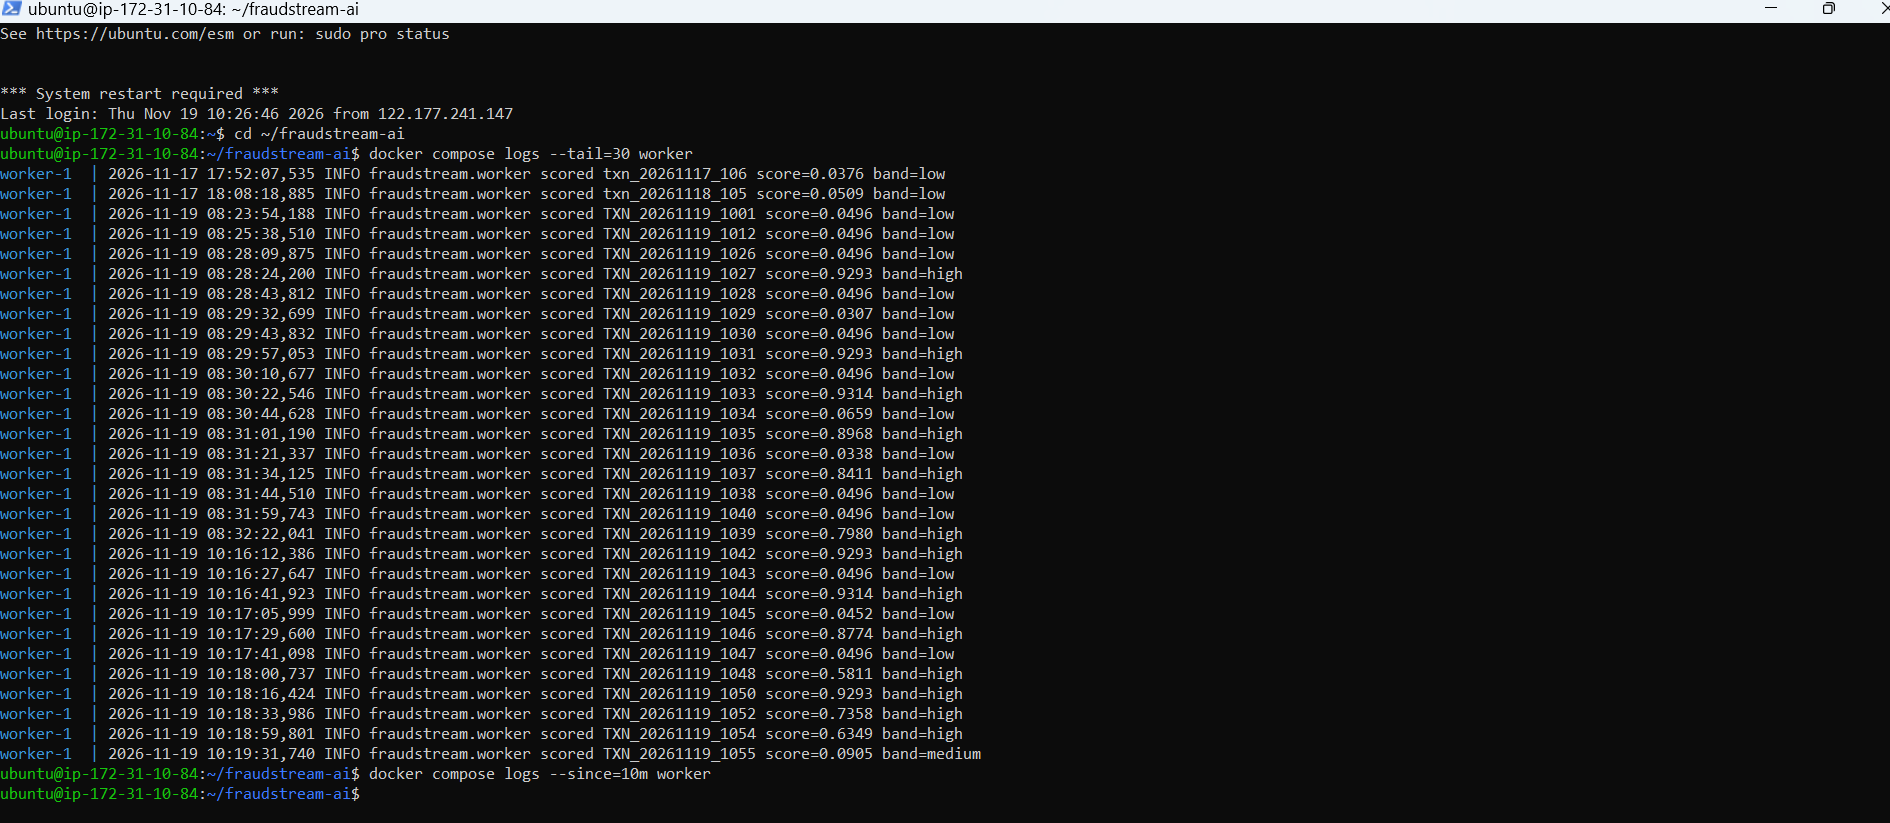 ubuntu@ip-172-31-10-84: ~/fraudstream-ai
See https://ubuntu.com/esm or run: sudo pro status
*** System restart required ***
Last login: Thu Nov 19 10:26:46 2026 from 122.177.241.147
ubuntu@ip-172-31-10-84:~$ cd ~/fraudstream-ai
ubuntu@ip-172-31-10-84:~/fraudstream-ai$ docker compose logs --tail=30 worker
worker-1  | 2026-11-17 17:52:07,535 INFO fraudstream.worker scored txn_20261117_106 score=0.0376 band=low
worker-1  | 2026-11-17 18:08:18,885 INFO fraudstream.worker scored txn_20261118_105 score=0.0509 band=low
worker-1  | 2026-11-19 08:23:54,188 INFO fraudstream.worker scored TXN_20261119_1001 score=0.0496 band=low
worker-1  | 2026-11-19 08:25:38,510 INFO fraudstream.worker scored TXN_20261119_1012 score=0.0496 band=low
worker-1  | 2026-11-19 08:28:09,875 INFO fraudstream.worker scored TXN_20261119_1026 score=0.0496 band=low
worker-1  | 2026-11-19 08:28:24,200 INFO fraudstream.worker scored TXN_20261119_1027 score=0.9293 band=high
worker-1  | 2026-11-19 08:28:43,812 INFO fraudstream.worker scored TXN_20261119_1028 score=0.0496 band=low
worker-1  | 2026-11-19 08:29:32,699 INFO fraudstream.worker scored TXN_20261119_1029 score=0.0307 band=low
worker-1  | 2026-11-19 08:29:43,832 INFO fraudstream.worker scored TXN_20261119_1030 score=0.0496 band=low
worker-1  | 2026-11-19 08:29:57,053 INFO fraudstream.worker scored TXN_20261119_1031 score=0.9293 band=high
worker-1  | 2026-11-19 08:30:10,677 INFO fraudstream.worker scored TXN_20261119_1032 score=0.0496 band=low
worker-1  | 2026-11-19 08:30:22,546 INFO fraudstream.worker scored TXN_20261119_1033 score=0.9314 band=high
worker-1  | 2026-11-19 08:30:44,628 INFO fraudstream.worker scored TXN_20261119_1034 score=0.0659 band=low
worker-1  | 2026-11-19 08:31:01,190 INFO fraudstream.worker scored TXN_20261119_1035 score=0.8968 band=high
worker-1  | 2026-11-19 08:31:21,337 INFO fraudstream.worker scored TXN_20261119_1036 score=0.0338 band=low
worker-1  | 2026-11-19 08:31:34,125 INFO fraudstream.worker scored TXN_20261119_1037 score=0.8411 band=high
worker-1  | 2026-11-19 08:31:44,510 INFO fraudstream.worker scored TXN_20261119_1038 score=0.0496 band=low
worker-1  | 2026-11-19 08:31:59,743 INFO fraudstream.worker scored TXN_20261119_1040 score=0.0496 band=low
worker-1  | 2026-11-19 08:32:22,041 INFO fraudstream.worker scored TXN_20261119_1039 score=0.7980 band=high
worker-1  | 2026-11-19 10:16:12,386 INFO fraudstream.worker scored TXN_20261119_1042 score=0.9293 band=high
worker-1  | 2026-11-19 10:16:27,647 INFO fraudstream.worker scored TXN_20261119_1043 score=0.0496 band=low
worker-1  | 2026-11-19 10:16:41,923 INFO fraudstream.worker scored TXN_20261119_1044 score=0.9314 band=high
worker-1  | 2026-11-19 10:17:05,999 INFO fraudstream.worker scored TXN_20261119_1045 score=0.0452 band=low
worker-1  | 2026-11-19 10:17:29,600 INFO fraudstream.worker scored TXN_20261119_1046 score=0.8774 band=high
worker-1  | 2026-11-19 10:17:41,098 INFO fraudstream.worker scored TXN_20261119_1047 score=0.0496 band=low
worker-1  | 2026-11-19 10:18:00,737 INFO fraudstream.worker scored TXN_20261119_1048 score=0.5811 band=high
worker-1  | 2026-11-19 10:18:16,424 INFO fraudstream.worker scored TXN_20261119_1050 score=0.9293 band=high
worker-1  | 2026-11-19 10:18:33,986 INFO fraudstream.worker scored TXN_20261119_1052 score=0.7358 band=high
worker-1  | 2026-11-19 10:18:59,801 INFO fraudstream.worker scored TXN_20261119_1054 score=0.6349 band=high
worker-1  | 2026-11-19 10:19:31,740 INFO fraudstream.worker scored TXN_20261119_1055 score=0.0905 band=medium
ubuntu@ip-172-31-10-84:~/fraudstream-ai$ docker compose logs --since=10m worker
ubuntu@ip-172-31-10-84:~/fraudstream-ai$